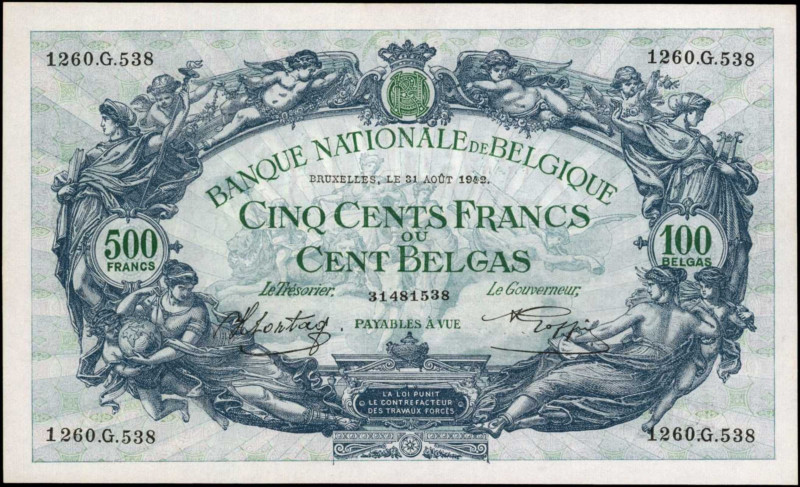 1260.G.538 1260.G.538
BANQUE NATIONALE DE BELGIQUE
BRUXELLES, LE 31 AOÛT 1942.
CINQ CENTS FRANCS
OU
CENT BELGAS
500 FRANCS
100 BELGAS
Le Trésorier, 31481538 Le Gouverneur,
PAYABLES À VUE
LA LOI PUNIT
LE CONTREFACTEUR
DES TRAVAUX FORCÉS
1260.G.538 1260.G.538